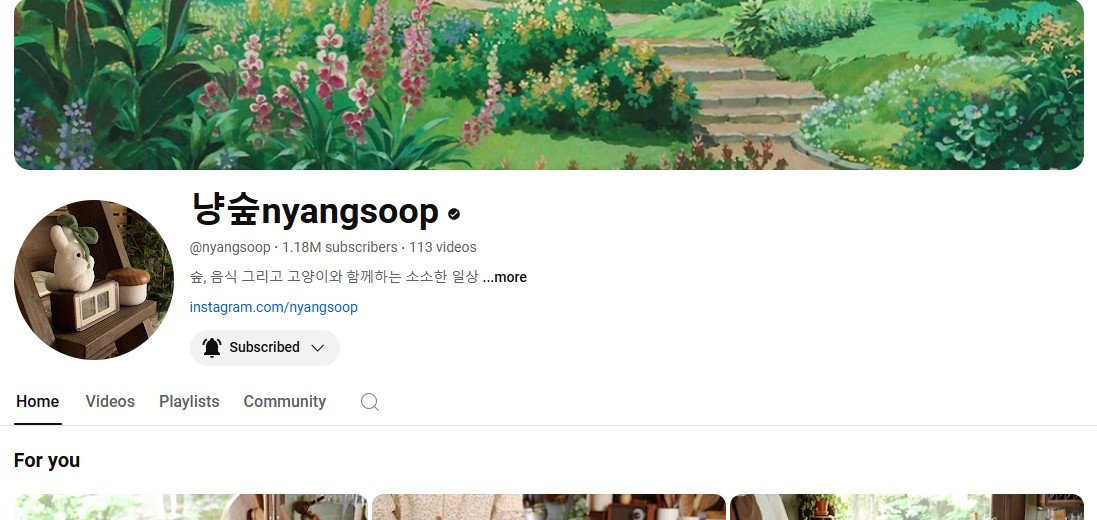 냥숲nyangsoop
@nyangsoop · 1.18M subscribers · 113 videos
숲, 음식 그리고 고양이와 함께하는 소소한 일상 ...more
instagram.com/nyangsoop
Subscribed
Home Videos Playlists Community
For you